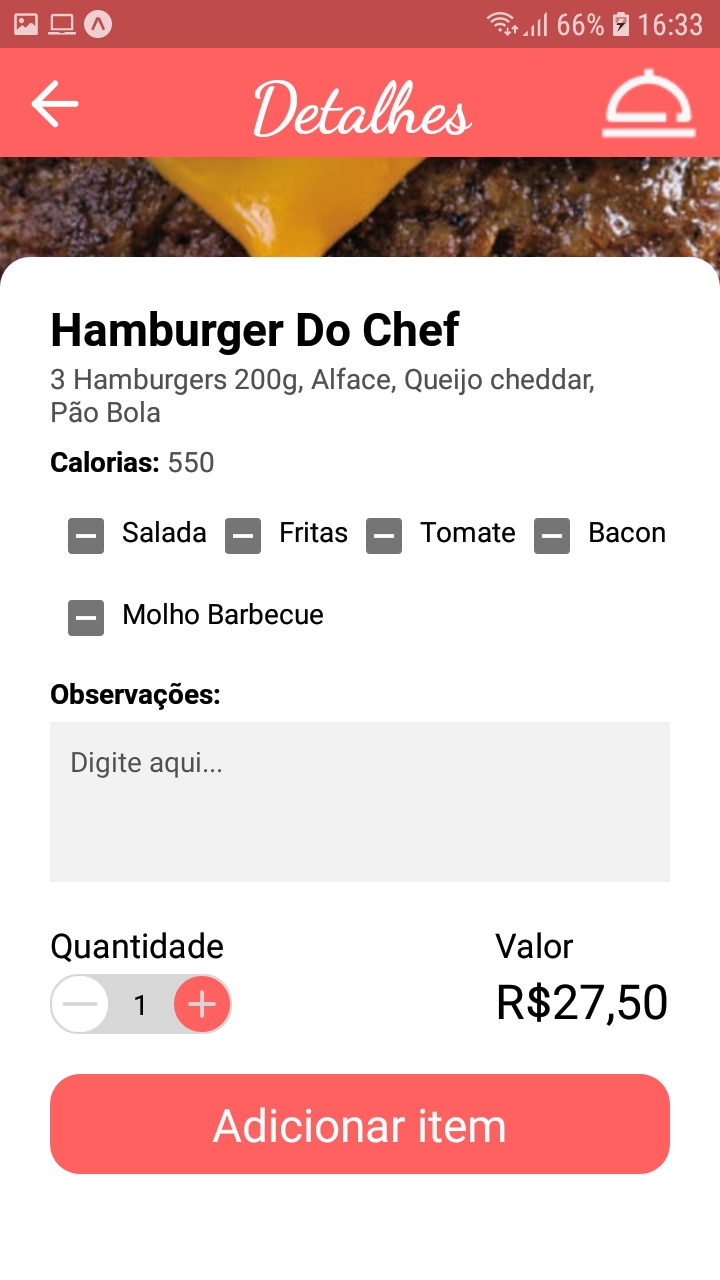 66% 16:33
Detalhes
Hamburger Do Chef
3 Hamburgers 200g, Alface, Queijo cheddar,
Pão Bola
Calorias: 550
Salada Fritas Tomate Bacon
Molho Barbecue
Observações:
Digite aqui...
Quantidade Valor
1 R$27,50
Adicionar item